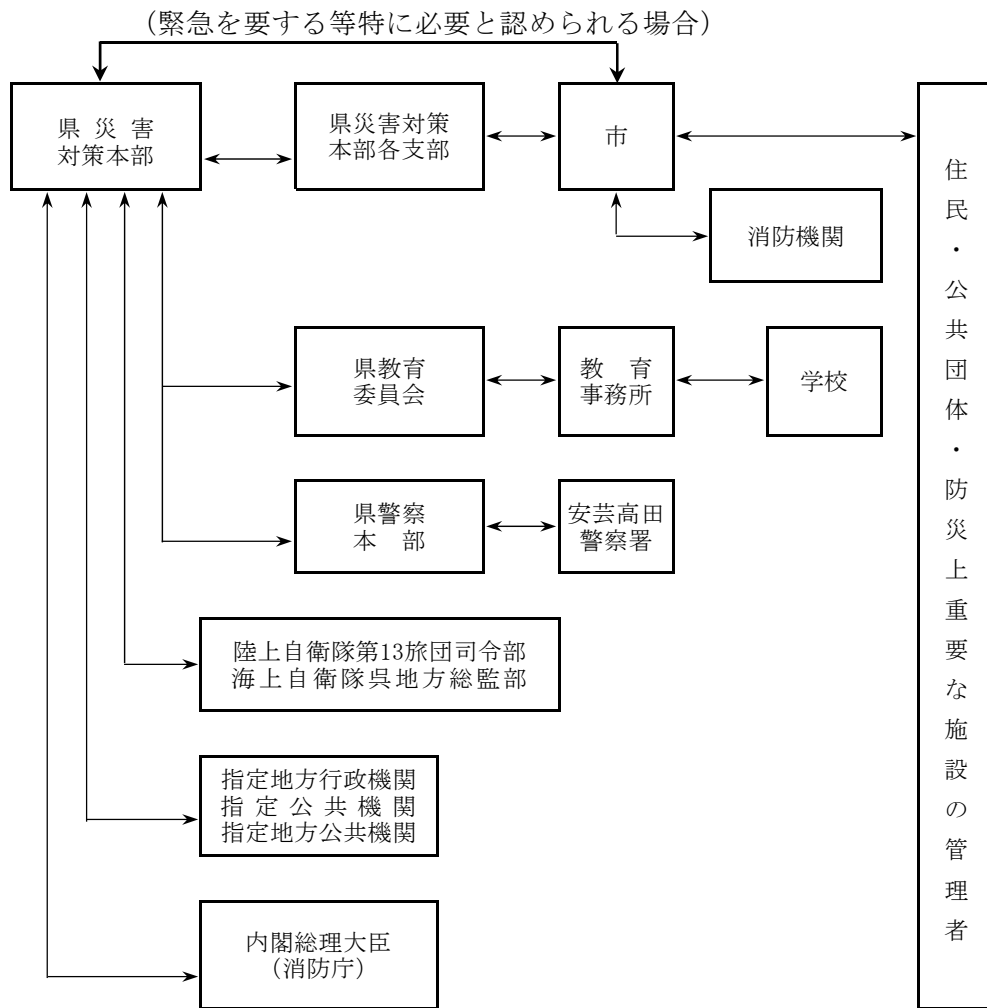 （緊急を要する等特に必要と認められる場合）
県災害
対策本部
県災害対策
本部各支部
市
消防機関
県教育
委員会
教育
事務所
学校
県警察
本部
安芸高田
警察署
陸上自衛隊第13旅団司令部
海上自衛隊呉地方総監部
指定地方行政機関
指定公共機関
指定地方公共機関
内閣総理大臣
（消防庁）
住民・公共団体・防災上重要な施設の管理者